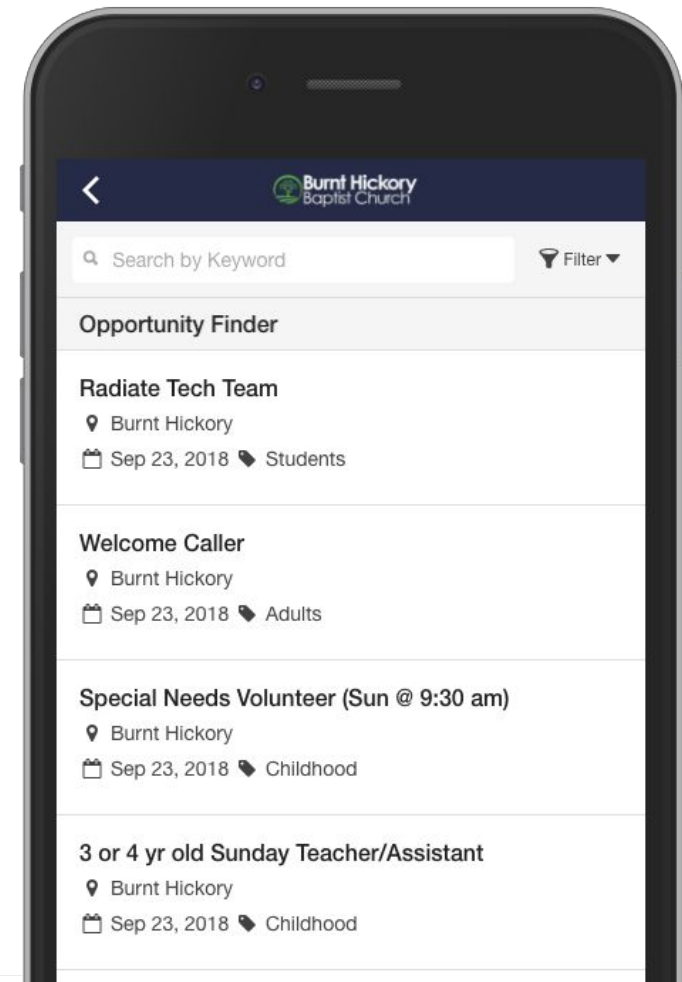 Burnt Hickory
Baptist Church
Search by Keyword
Filter
Opportunity Finder
Radiate Tech Team
Burnt Hickory
Sep 23, 2018 Students
Welcome Caller
Burnt Hickory
Sep 23, 2018 Adults
Special Needs Volunteer (Sun @ 9:30 am)
Burnt Hickory
Sep 23, 2018 Childhood
3 or 4 yr old Sunday Teacher/Assistant
Burnt Hickory
Sep 23, 2018 Childhood